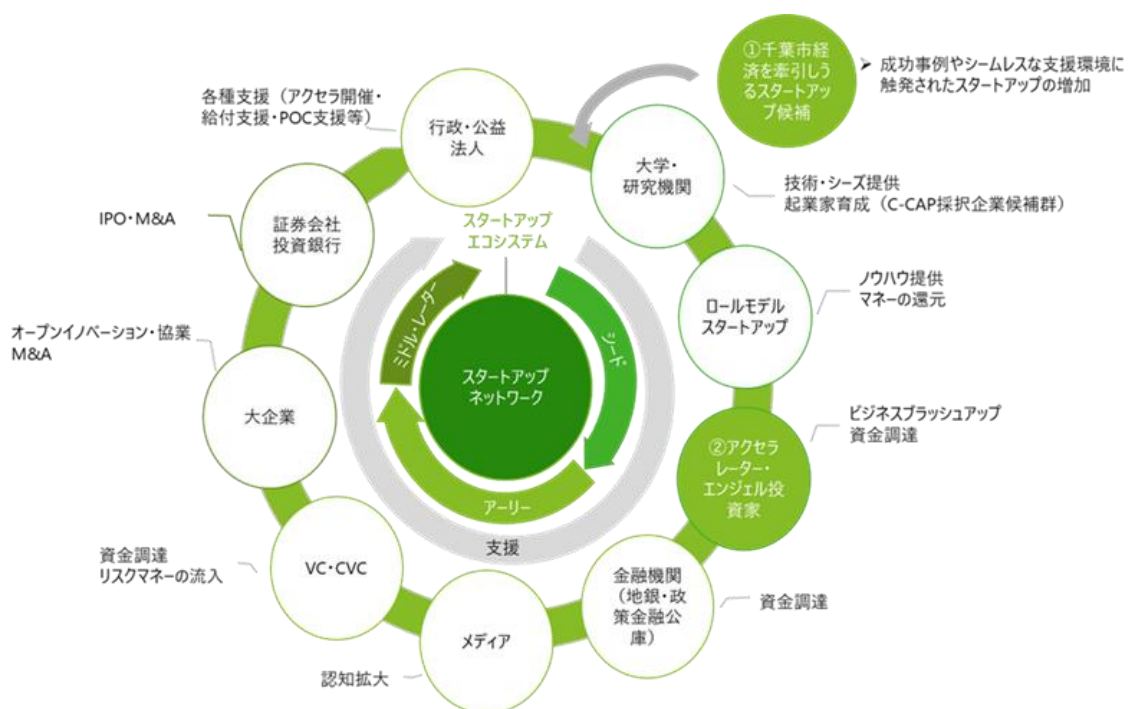 ①千葉市経
済を牽引しう
るスタートアッ
プ候補
➢ 成功事例やシームレスな支援環境に
触発されたスタートアップの増加
各種支援（アクセラ開催・
給付支援・POC支援等）
行政・公益
法人
大学・
研究機関
技術・シーズ提供
起業家育成（C-CAP採択企業候補群）
IPO・M&A
証券会社
投資銀行
スタートアップ
エコシステム
ロールモデル
スタートアップ
ノウハウ提供
マネーの還元
ミドル・レーター
シード
アーリー
スタートアップ
ネットワーク
支援
オープンイノベーション・協業
M&A
大企業
②アクセラ
レーター・
エンジェル投
資家
ビジネスブラッシュアップ
資金調達
資金調達
リスクマネーの流入
VC・CVC
金融機関
（地銀・政
策金融公
庫）
資金調達
メディア
認知拡大